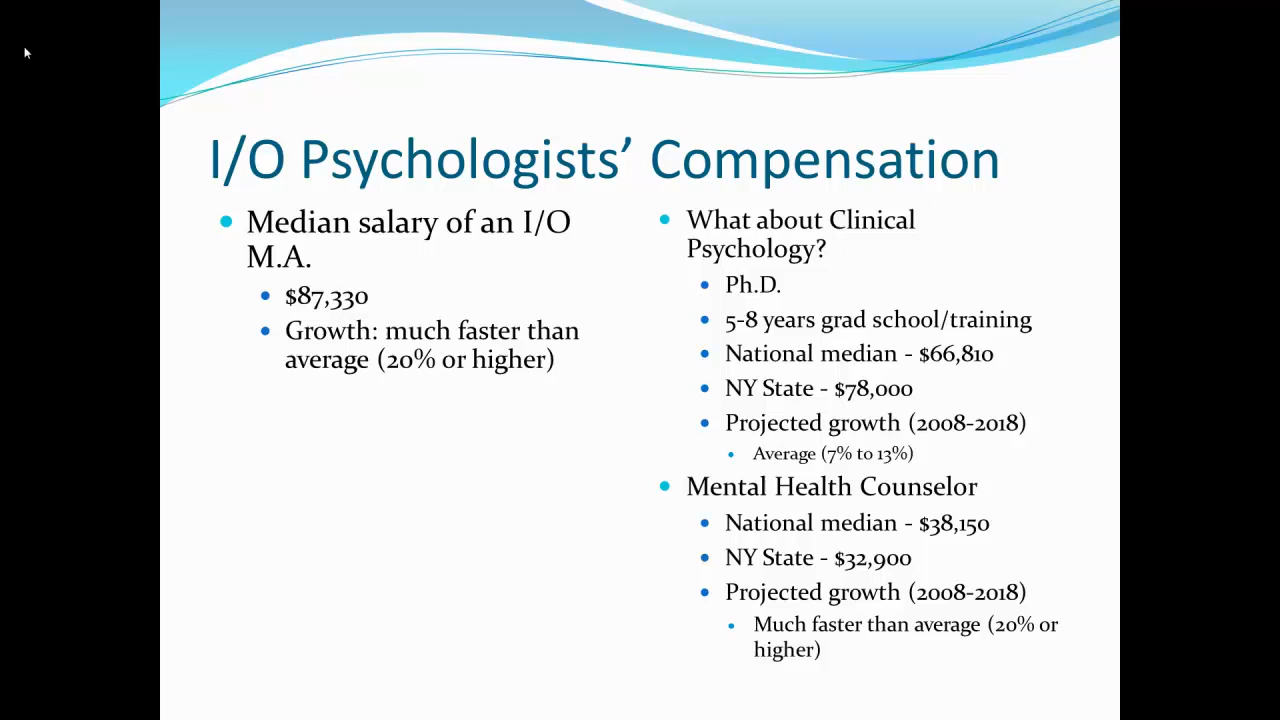 I/O Psychologists’ Compensation
Median salary of an I/O
M.A.
$87,330
Growth: much faster than
average (20% or higher)
What about Clinical
Psychology?
Ph.D.
5-8 years grad school/training
National median - $66,810
NY State - $78,000
Projected growth (2008-2018)
Average (7% to 13%)
Mental Health Counselor
National median - $38,150
NY State - $32,900
Projected growth (2008-2018)
Much faster than average (20% or
higher)